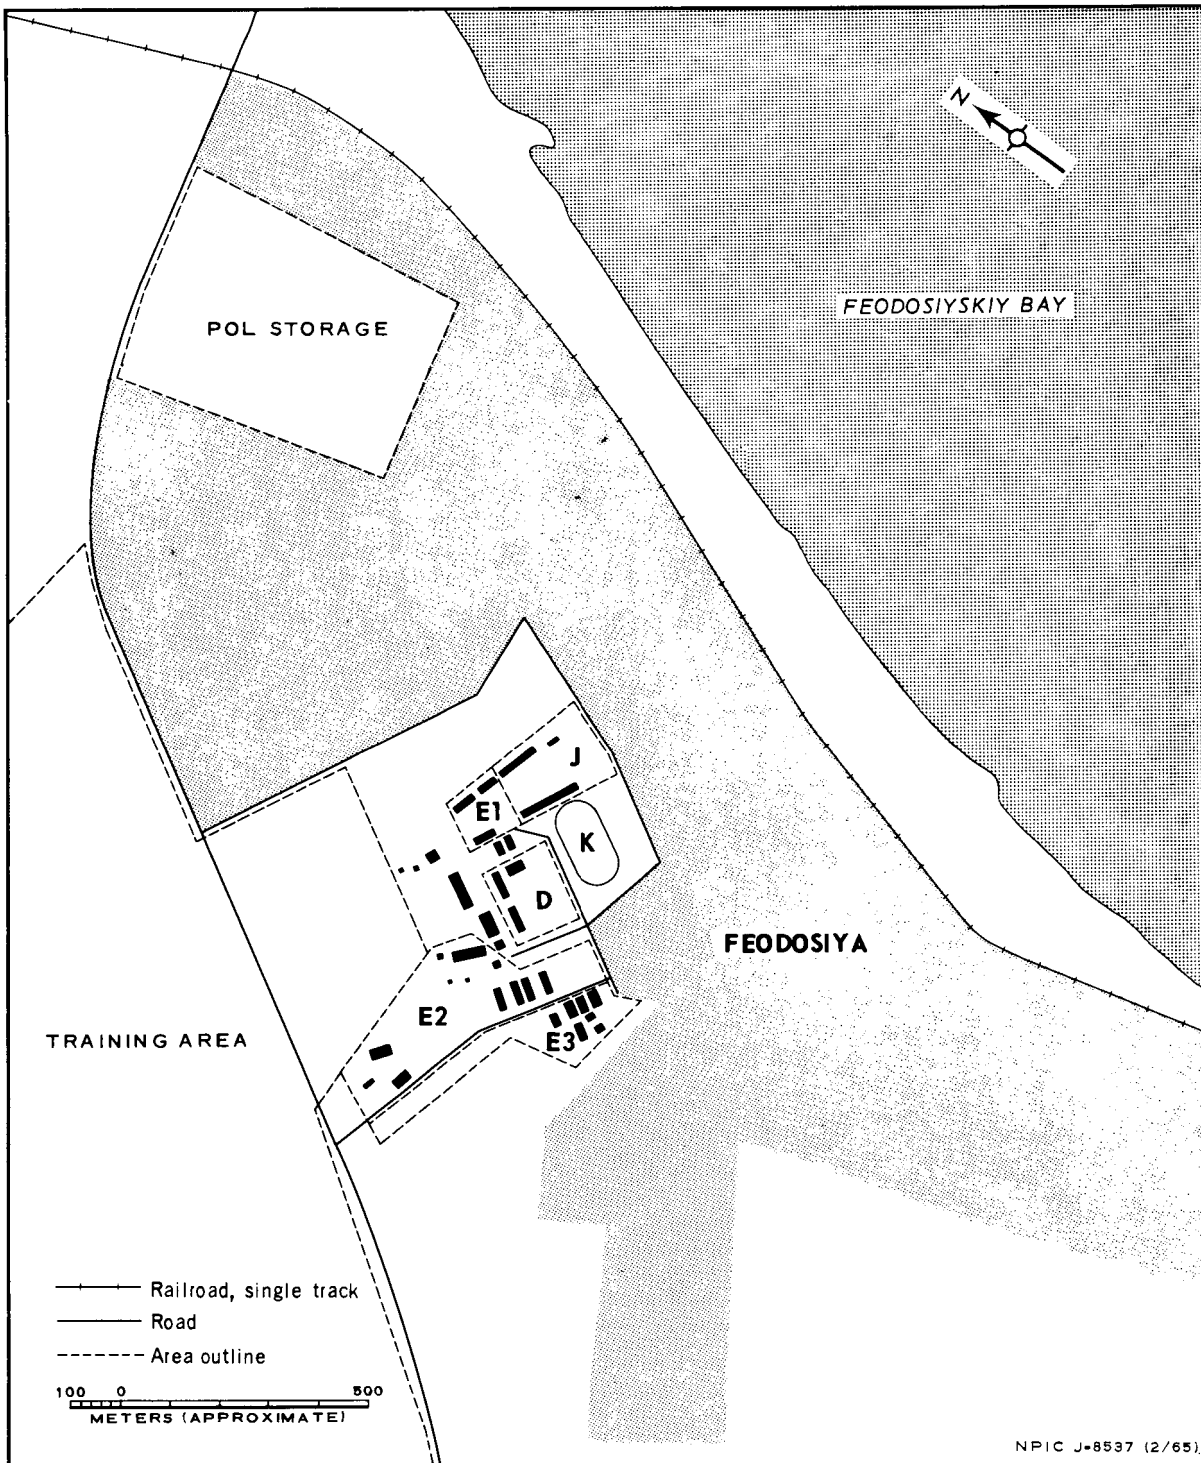 N
FEODOSIYSKIY BAY
POL STORAGE
J
E1
K
D
FEODOSIYA
E2
TRAINING AREA
E3
Railroad, single track
Road
Area outline
100 0 500
METERS (APPROXIMATE)
NPIC J-8537 (2/65)